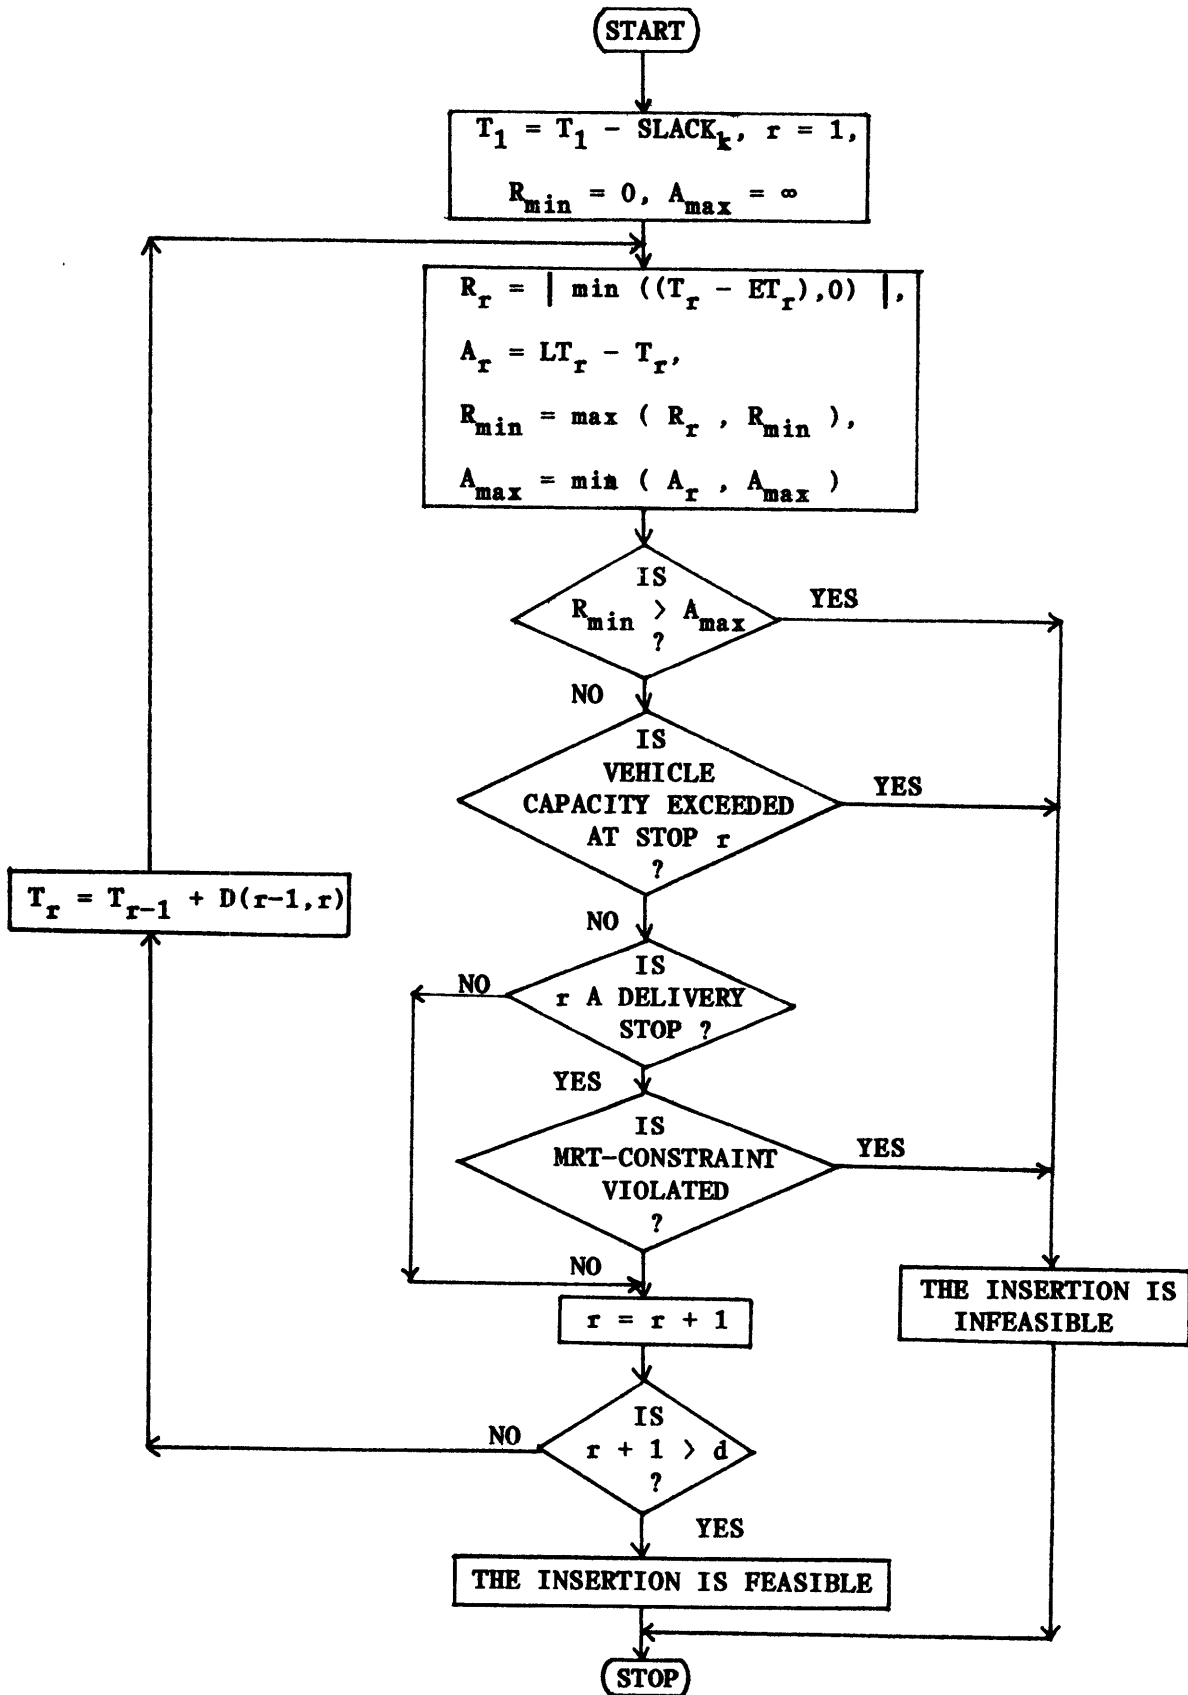 START
T1 = T1 - SLACKk, r = 1,
Rmin = 0, Amax = ∞
Rr = | min ((Tr - ETr),0) |,
Ar = LTr - Tr,
Rmin = max ( Rr , Rmin ),
Amax = min ( Ar , Amax )
IS
Rmin > Amax
?
YES
NO
IS
VEHICLE
CAPACITY EXCEEDED
AT STOP r
?
YES
Tr = Tr-1 + D(r-1,r)
NO
IS
r A DELIVERY
STOP ?
NO
YES
IS
MRT-CONSTRAINT
VIOLATED
?
YES
NO
r = r + 1
THE INSERTION IS
INFEASIBLE
IS
r + 1 > d
?
NO
YES
THE INSERTION IS FEASIBLE
STOP